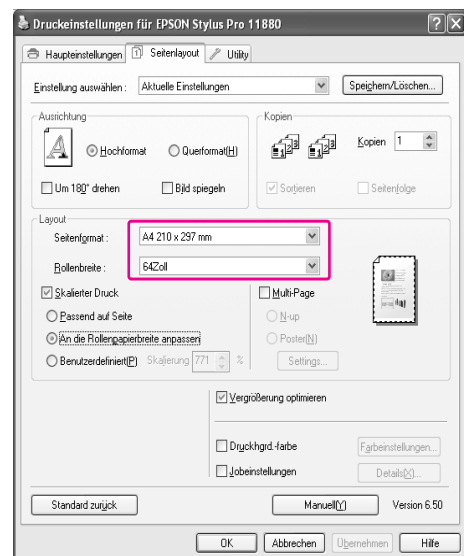 Druckeinstellungen für EPSON Stylus Pro 11880
Haupteinstellungen Seitenlayout Utility
Einstellung auswählen : Aktuelle Einstellungen Speichern/Löschen...
Ausrichtung
Hochformat Querformat(H)
Um 180° drehen Bild spiegeln
Kopien
Kopien 1
Sortieren Seitenfolge
Layout
Seitenformat : A4 210 x 297 mm
Rollenbreite : 64Zoll
Skalierter Druck
Passend auf Seite
An die Rollenpapierbreite anpassen
Benutzerdefiniert(P) Skalierung 771 %
Multi-Page
N-up
Poster(N)
Settings...
Vergrößerung optimieren
Druckhgrd.-farbe Farbeinstellungen...
Jobeinstellungen Details(X)...
Standard zurück Manuell(Y) Version 6.50
OK Abbrechen Übernehmen Hilfe